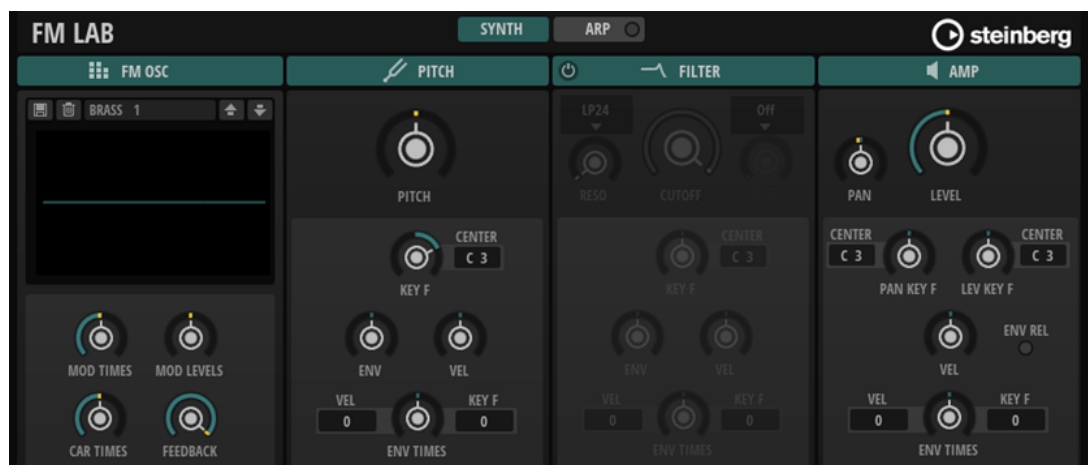 FM LAB
SYNTH
ARP
steinberg
FM OSC
PITCH
FILTER
AMP
BRASS 1
MOD TIMES
MOD LEVELS
CAR TIMES
FEEDBACK
PITCH
CENTER
C 3
KEY F
ENV
VEL
VEL
0
KEY F
0
ENV TIMES
LP24
Off
RESO
CUTOFF
CENTER
C 3
KEY F
ENV
VEL
VEL
0
KEY F
0
ENV TIMES
PAN
LEVEL
CENTER
C 3
CENTER
C 3
PAN KEY F
LEV KEY F
VEL
ENV REL
VEL
0
KEY F
0
ENV TIMES